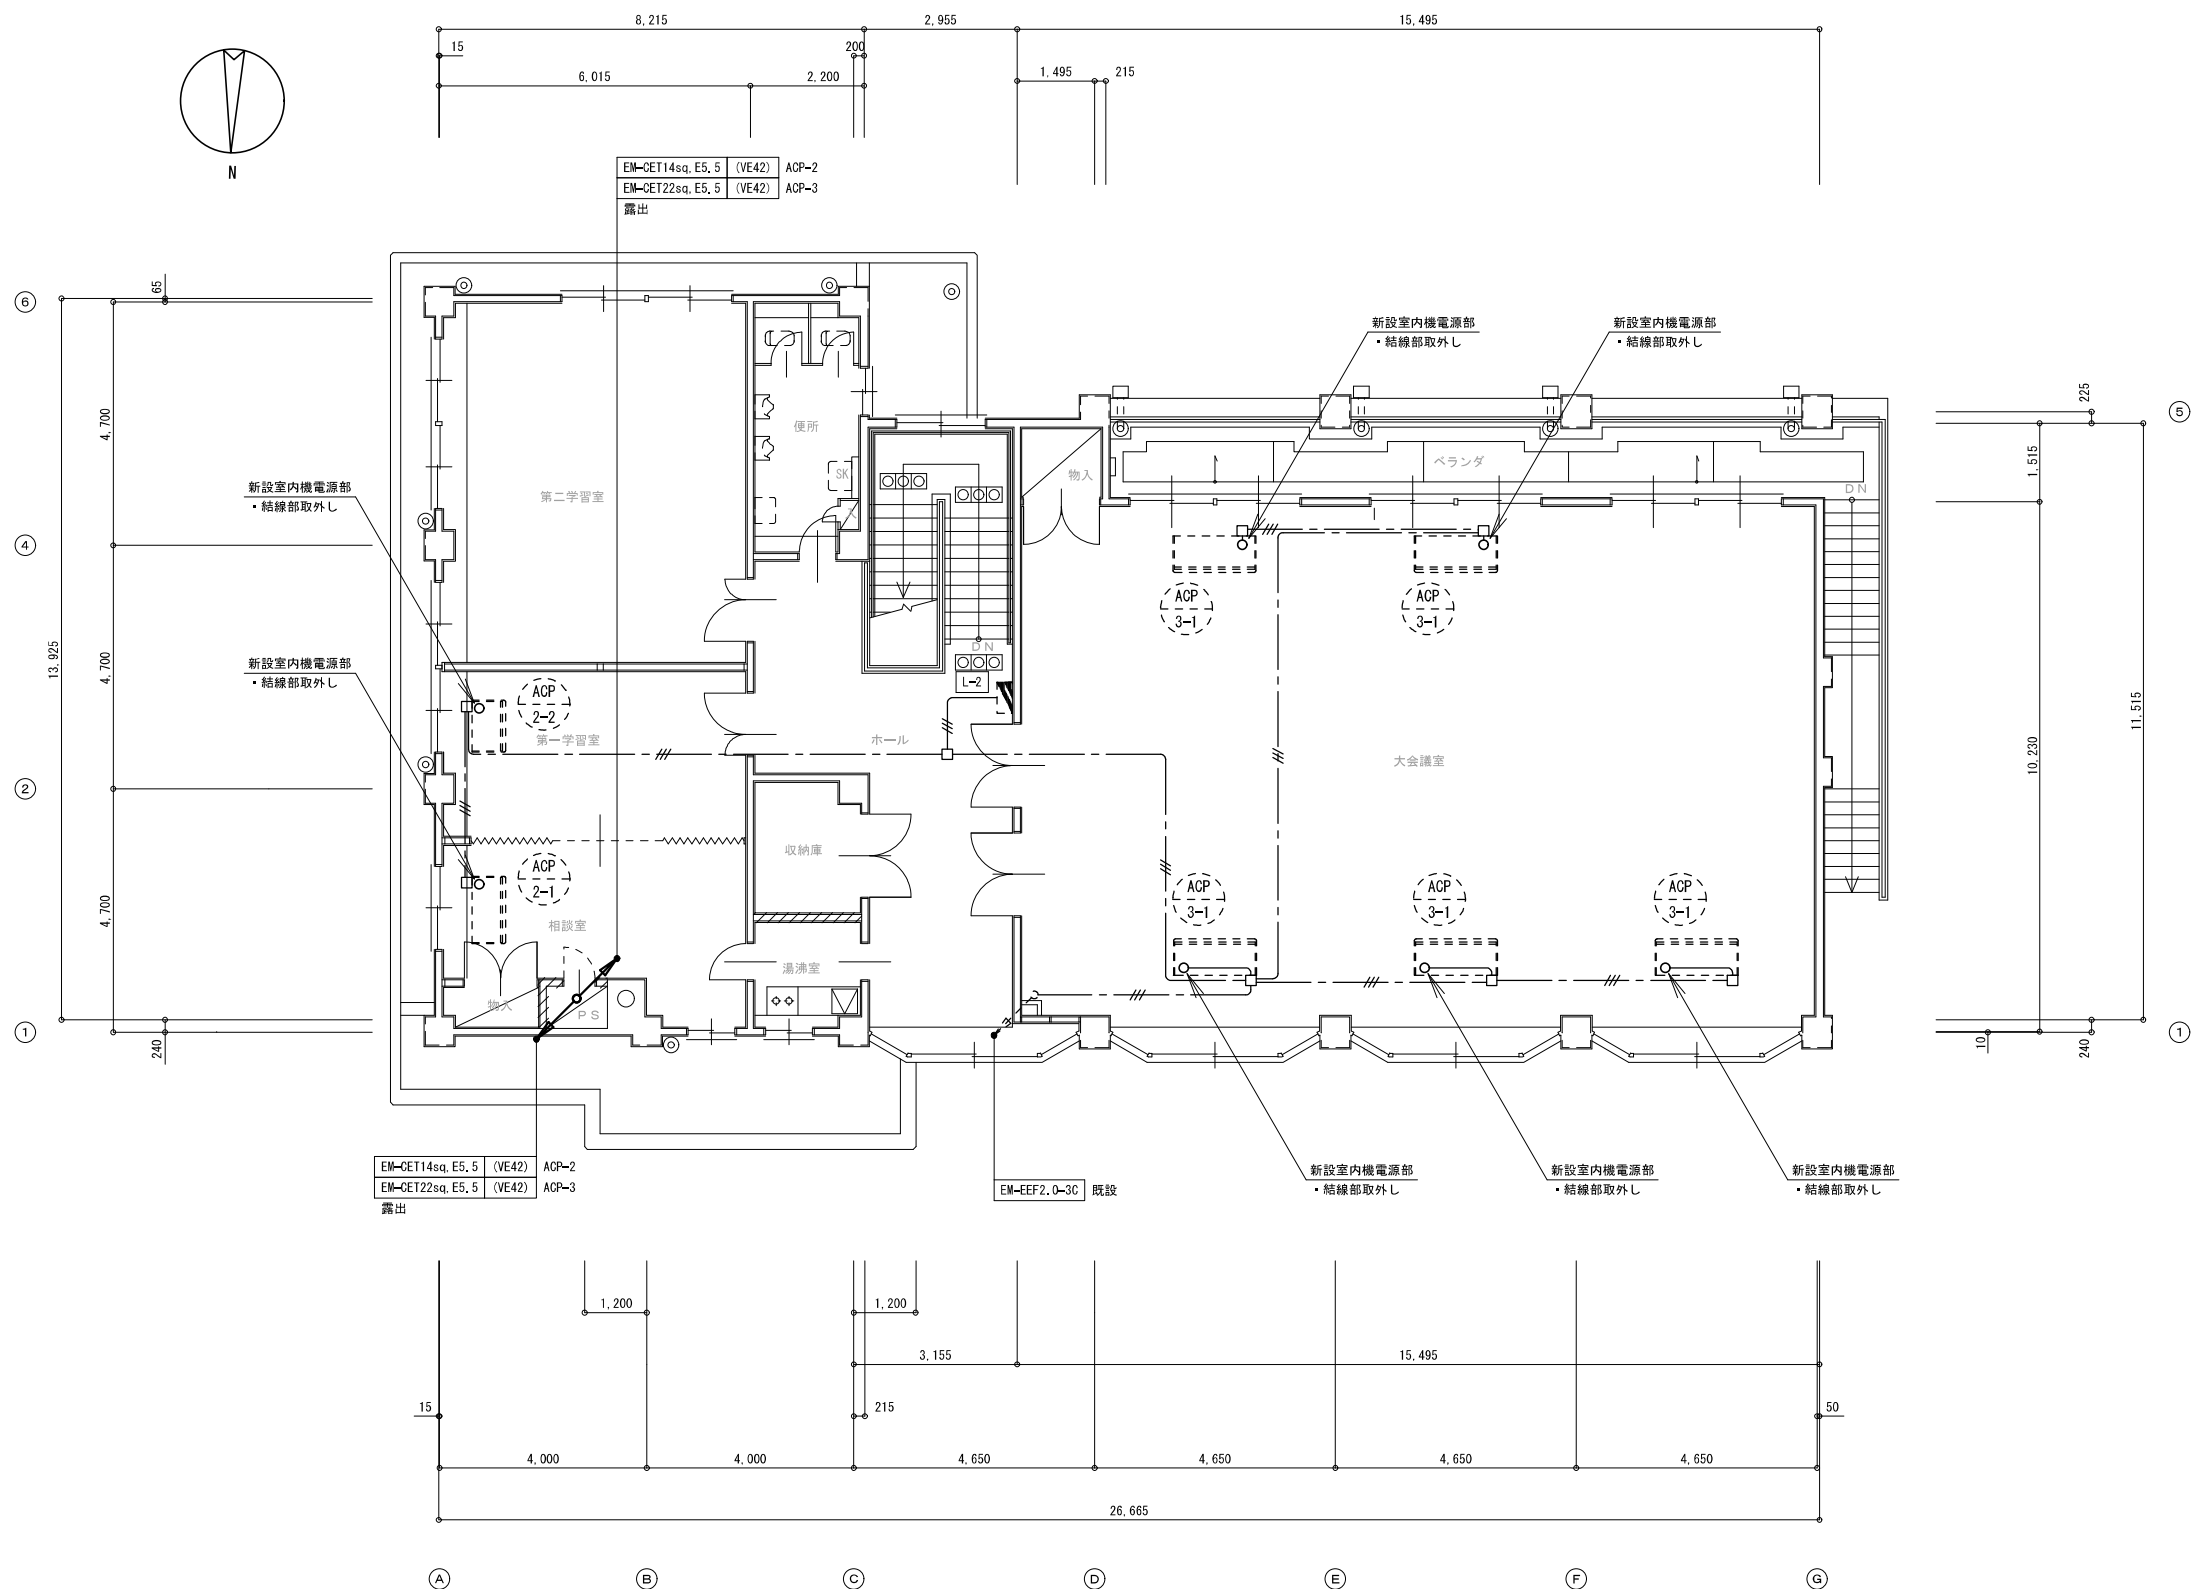 8,215
2,955
15,495
15
200
6,015
2,200
1,495
215
N
EM-CET14sq,E5.5 (VE42) ACP-2
EM-CET22sq,E5.5 (VE42) ACP-3
露出
6
65
新設室内機電源部
・結線部取外し
新設室内機電源部
・結線部取外し
225
5
4,700
便所
ベランダ
1,515
SK
物入
DN
新設室内機電源部
・結線部取外し
第二学習室
入
4
ACP
3-1
ACP
3-1
13,925
4,700
DN
新設室内機電源部
・結線部取外し
L-2
ACP
2-2
第一学習室
ホール
大会議室
10,230
11,515
2
収納庫
ACP
2-1
ACP
3-1
ACP
3-1
ACP
3-1
4,700
相談室
湯沸室
物入
PS
1
240
10
240
1
EM-CET14sq,E5.5 (VE42) ACP-2
EM-CET22sq,E5.5 (VE42) ACP-3
露出
EM-EEF2.0-3C 既設
新設室内機電源部
・結線部取外し
新設室内機電源部
・結線部取外し
新設室内機電源部
・結線部取外し
1,200
1,200
3,155
15,495
15
215
50
4,000
4,000
4,650
4,650
4,650
4,650
26,665
A
B
C
D
E
F
G